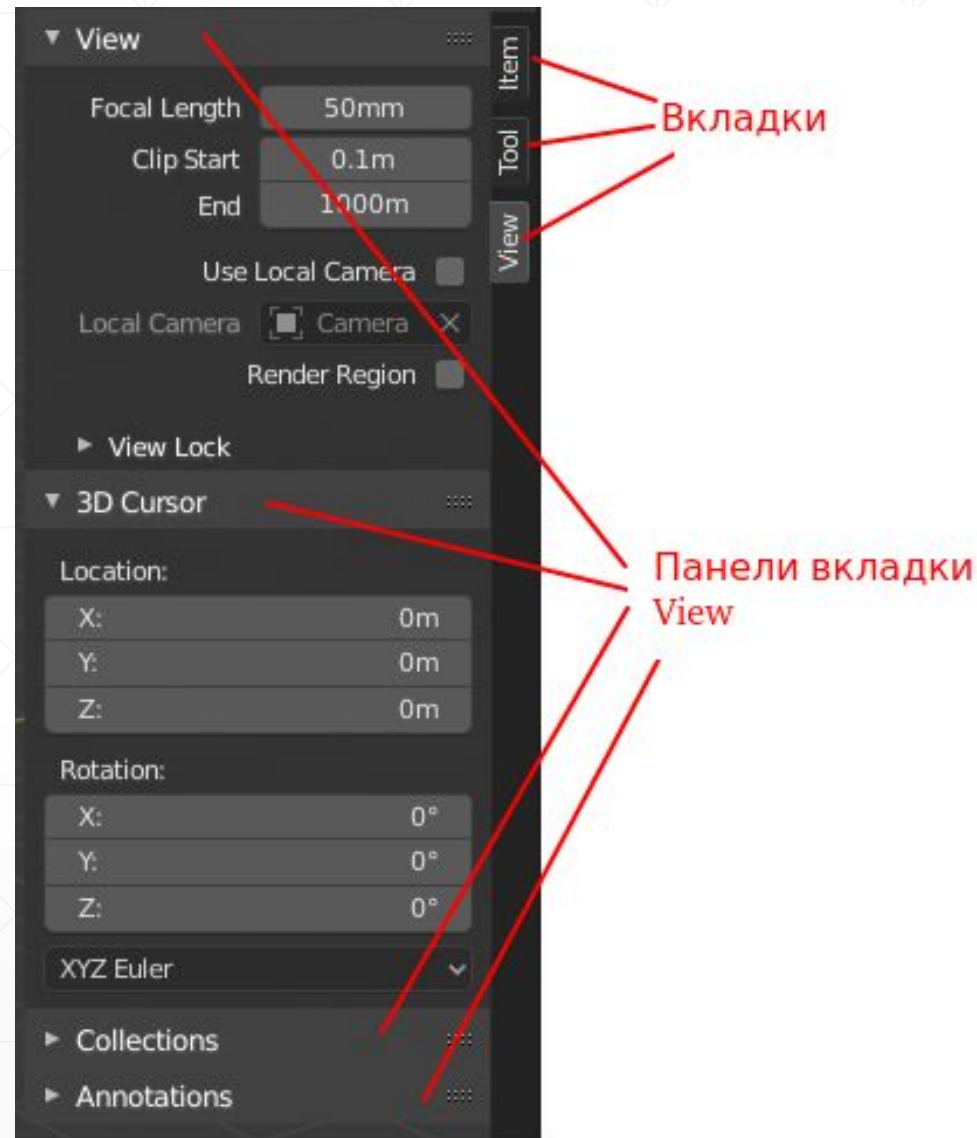 View
Focal Length 50mm
Clip Start 0.1m
End 1000m
Use Local Camera
Local Camera Camera
Render Region
View Lock
3D Cursor
Location:
X: 0m
Y: 0m
Z: 0m
Rotation:
X: 0°
Y: 0°
Z: 0°
XYZ Euler
Collections
Annotations
Item
Tool
View
Вкладки
Панели вкладки
View